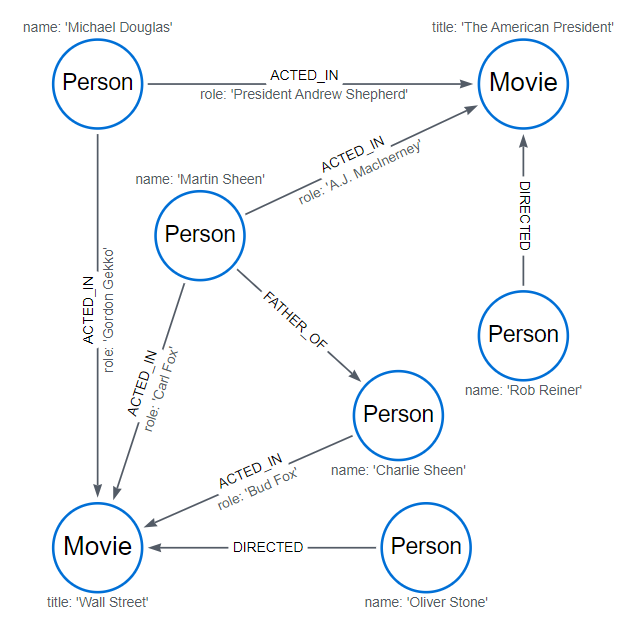 name: 'Michael Douglas'
title: 'The American President'
Person
ACTED_IN
role: 'President Andrew Shepherd'
Movie
ACTED_IN
role: 'A.J. MacInerney'
name: 'Martin Sheen'
Person
DIRECTED
ACTED_IN
role: 'Gordon Gekko'
FATHER_OF
Person
name: 'Rob Reiner'
ACTED_IN
role: 'Carl Fox'
Person
name: 'Charlie Sheen'
ACTED_IN
role: 'Bud Fox'
Movie
DIRECTED
Person
title: 'Wall Street'
name: 'Oliver Stone'